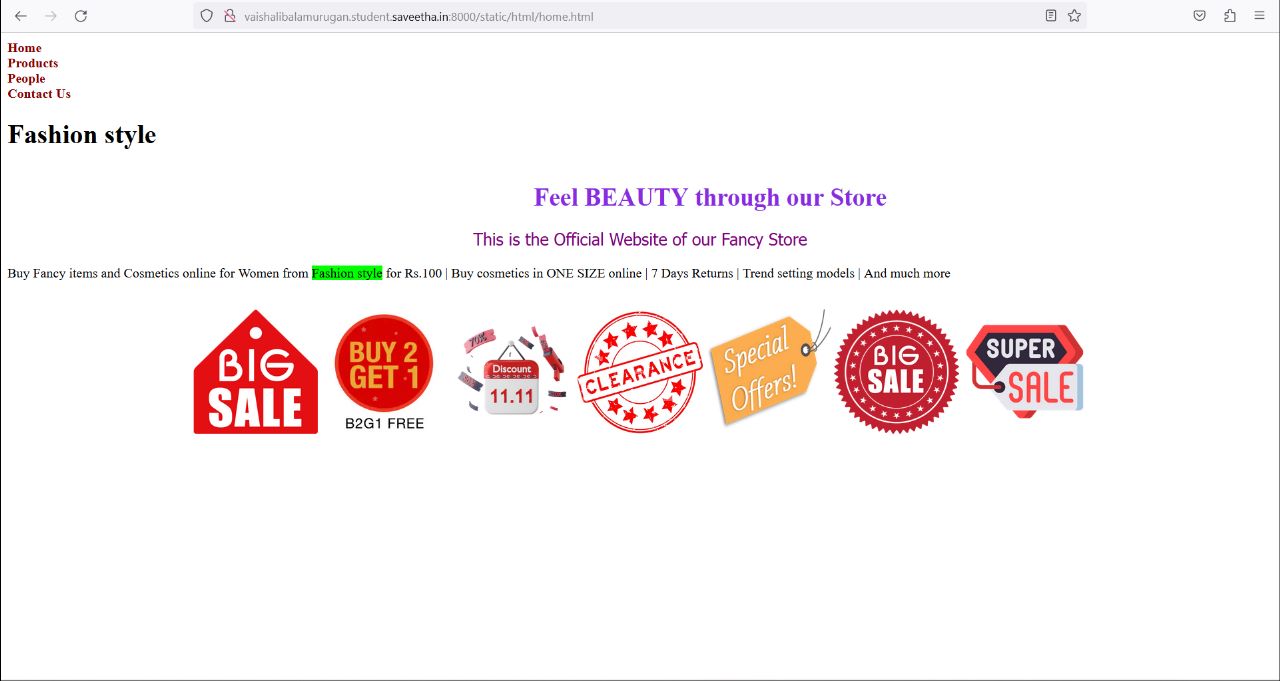 vaishalibalamurugan.student.saveetha.in:8000/static/html/home.html
Home
Products
People
Contact Us
Fashion style
Feel BEAUTY through our Store
This is the Official Website of our Fancy Store
Buy Fancy items and Cosmetics online for Women from Fashion style for Rs.100 | Buy cosmetics in ONE SIZE online | 7 Days Returns | Trend setting models | And much more
BIG
SALE
BUY 2
GET 1
B2G1 FREE
70%
Discount
11.11
CLEARANCE
Special
Offers!
BIG
SALE
SUPER
SALE